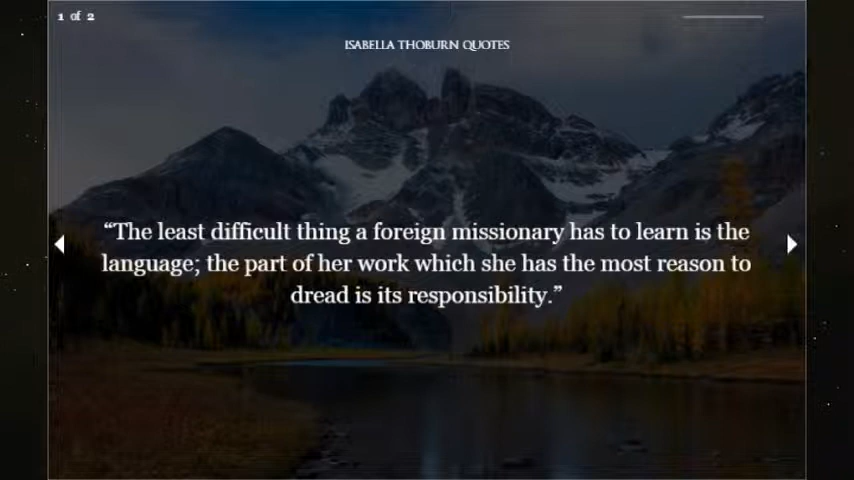 1 of 2
ISABELLA THOBURN QUOTES
“The least difficult thing a foreign missionary has to learn is the
language; the part of her work which she has the most reason to
dread is its responsibility.”